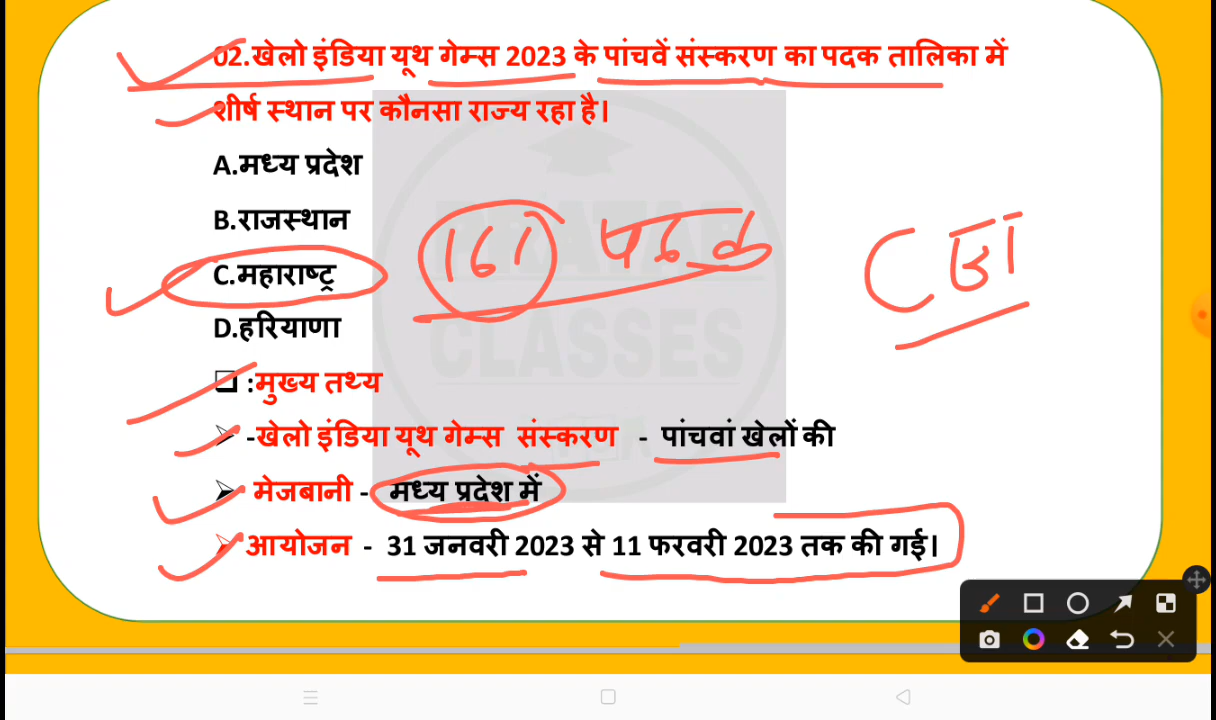 02.खेलो इंडिया यूथ गेम्स 2023 के पांचवें संस्करण का पदक तालिका में
शीर्ष स्थान पर कौनसा राज्य रहा है।
A.मध्य प्रदेश
B.राजस्थान
161 पदक
C.महाराष्ट्र
D.हरियाणा
CLASSES
:मुख्य तथ्य
-खेलो इंडिया यूथ गेम्स संस्करण - पांचवां खेलों की
मेजबानी - मध्य प्रदेश में
आयोजन - 31 जनवरी 2023 से 11 फरवरी 2023 तक की गई।